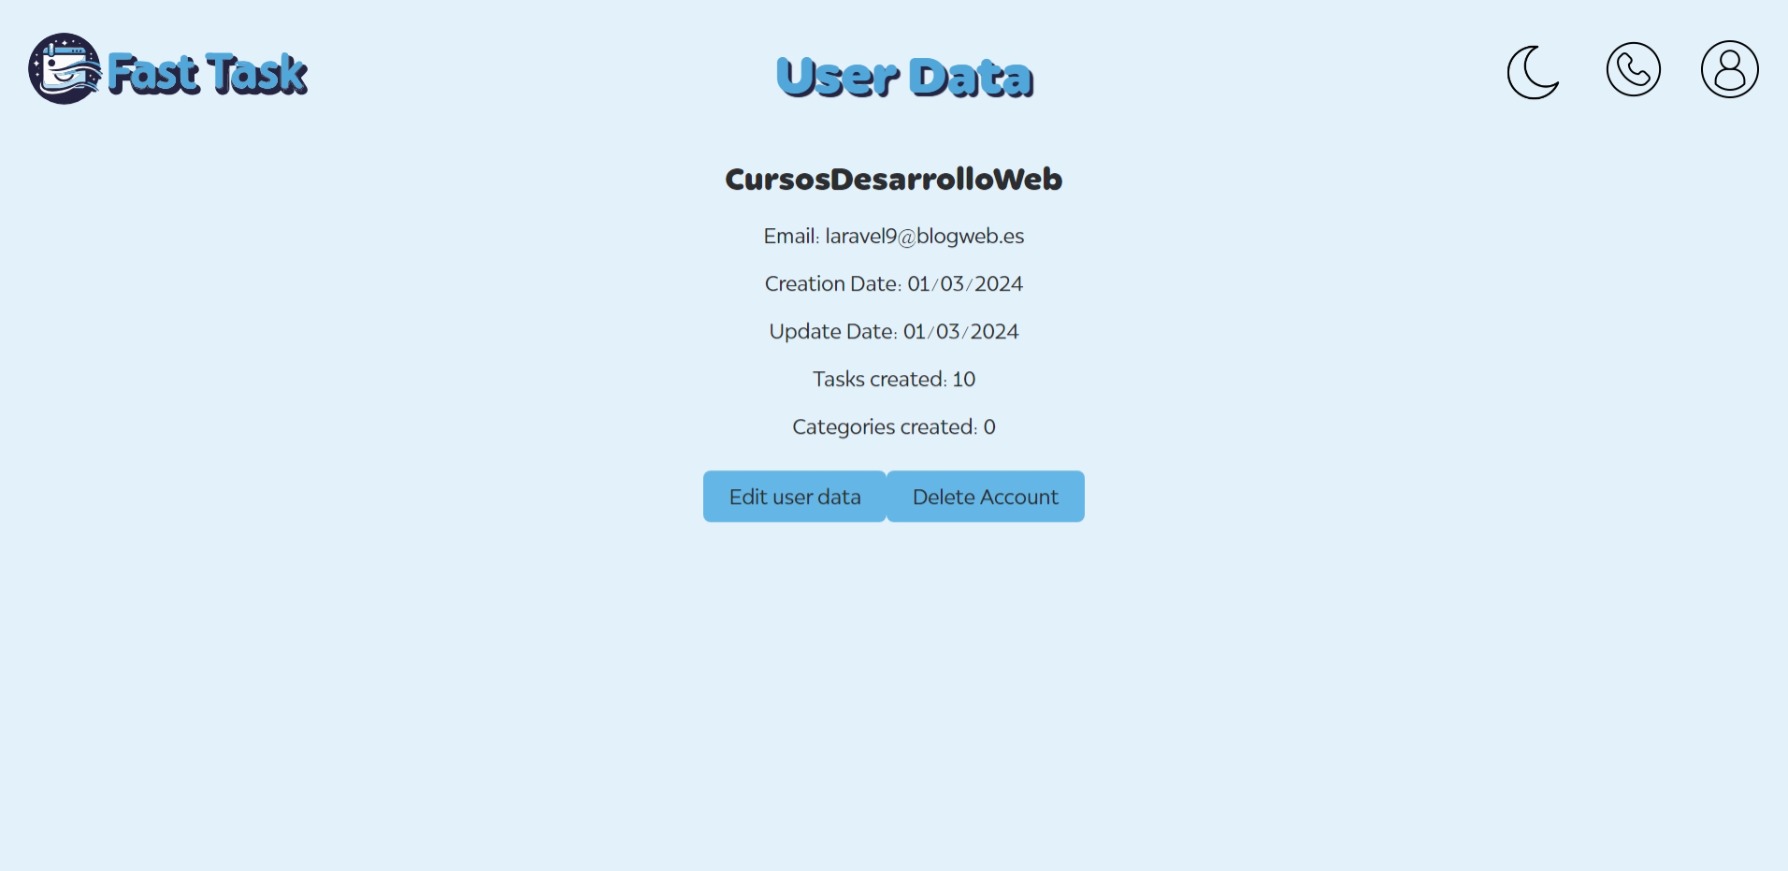 Fast Task
User Data
CursosDesarrolloWeb
Email: laravel9@blogweb.es
Creation Date: 01/03/2024
Update Date: 01/03/2024
Tasks created: 10
Categories created: 0
Edit user data
Delete Account